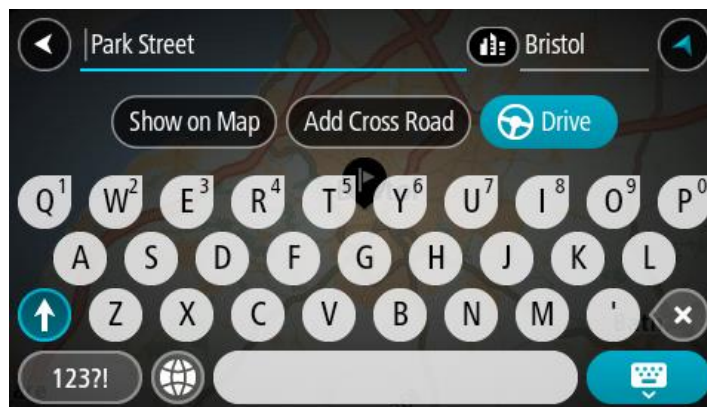 Park Street Bristol
Show on Map Add Cross Road Drive
Q1 W2 E3 R4 T5 Y6 U7 I8 O9 P0
A S D F G H J K L
Z X C V B N M '
123?!